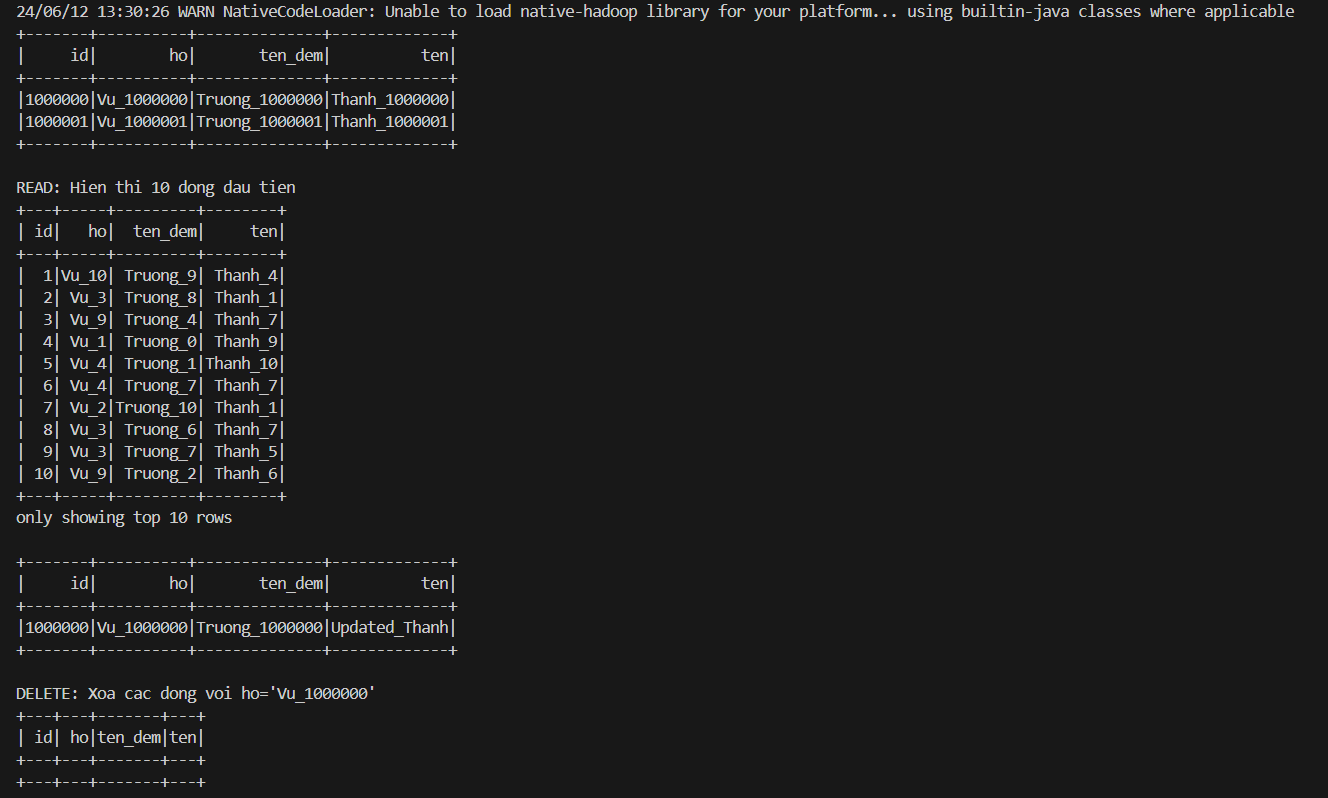 24/06/12 13:30:26 WARN NativeCodeLoader: Unable to load native-hadoop library for your platform... using builtin-java classes where applicable
+-------+----------+--------------+-------------+
|     id|        ho|       ten_dem|          ten|
+-------+----------+--------------+-------------+
|1000000|Vu_1000000|Truong_1000000|Thanh_1000000|
|1000001|Vu_1000001|Truong_1000001|Thanh_1000001|
+-------+----------+--------------+-------------+

READ: Hien thi 10 dong dau tien
+---+-----+---------+--------+
| id|   ho|  ten_dem|     ten|
+---+-----+---------+--------+
|  1|Vu_10| Truong_9| Thanh_4|
|  2| Vu_3| Truong_8| Thanh_1|
|  3| Vu_9| Truong_4| Thanh_7|
|  4| Vu_1| Truong_0| Thanh_9|
|  5| Vu_4| Truong_1|Thanh_10|
|  6| Vu_4| Truong_7| Thanh_7|
|  7| Vu_2|Truong_10| Thanh_1|
|  8| Vu_3| Truong_6| Thanh_7|
|  9| Vu_3| Truong_7| Thanh_5|
| 10| Vu_9| Truong_2| Thanh_6|
+---+-----+---------+--------+
only showing top 10 rows

+-------+----------+--------------+-------------+
|     id|        ho|       ten_dem|          ten|
+-------+----------+--------------+-------------+
|1000000|Vu_1000000|Truong_1000000|Updated_Thanh|
+-------+----------+--------------+-------------+

DELETE: Xoa cac dong voi ho='Vu_1000000'
+---+---+-------+---+
| id| ho|ten_dem|ten|
+---+---+-------+---+
+---+---+-------+---+